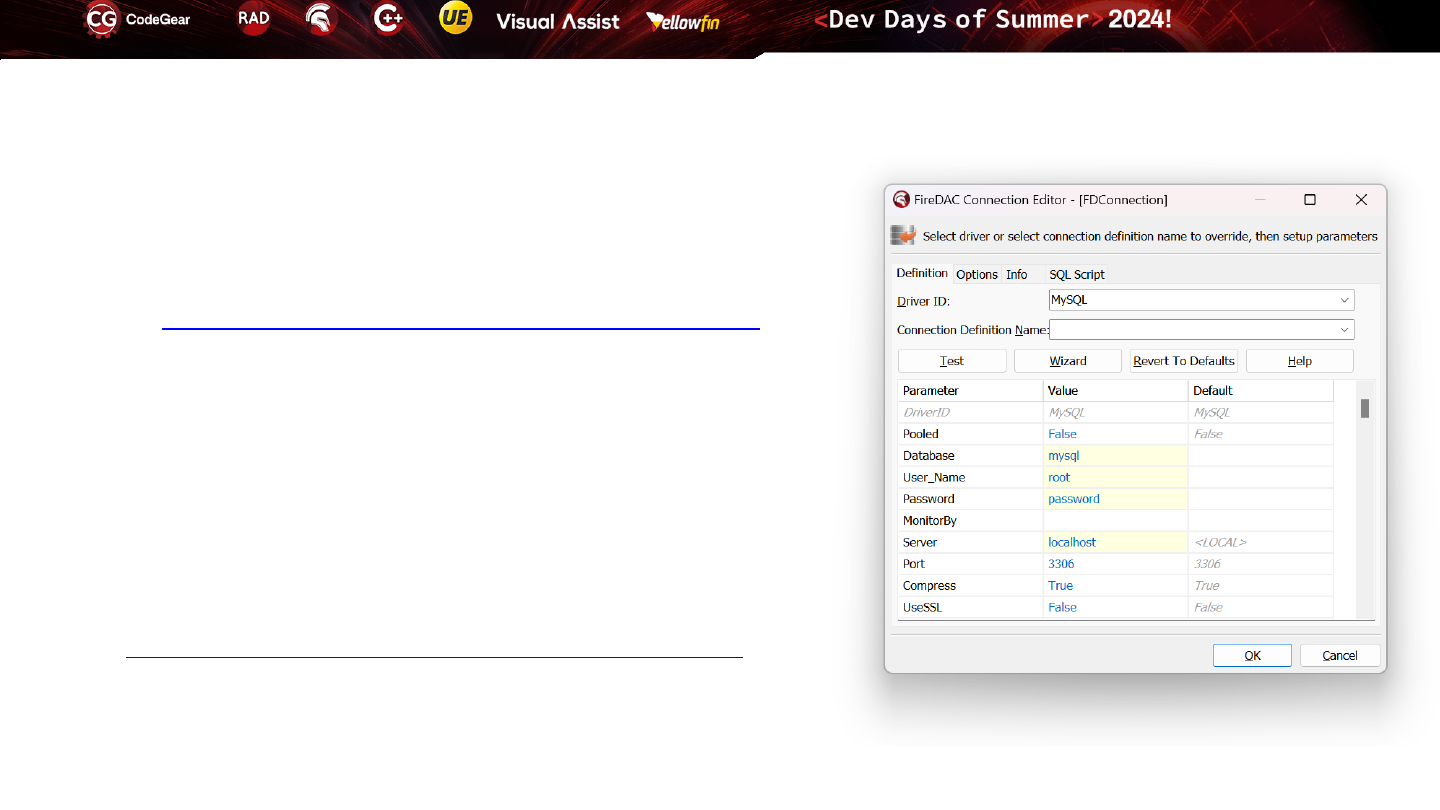 CG CodeGear RAD C++ UE Visual Assist Yellowfin <Dev Days of Summer> 2024!
FireDAC Connection Editor - [FDConnection]
Select driver or select connection definition name to override, then setup parameters
Definition Options Info SQL Script
Driver ID: MySQL
Connection Definition Name:
Test Wizard Revert To Defaults Help
Parameter Value Default
DriverID MySQL MySQL
Pooled False False
Database mysql
User_Name root
Password password
MonitorBy
Server localhost <LOCAL>
Port 3306 3306
Compress True True
UseSSL False False
OK Cancel